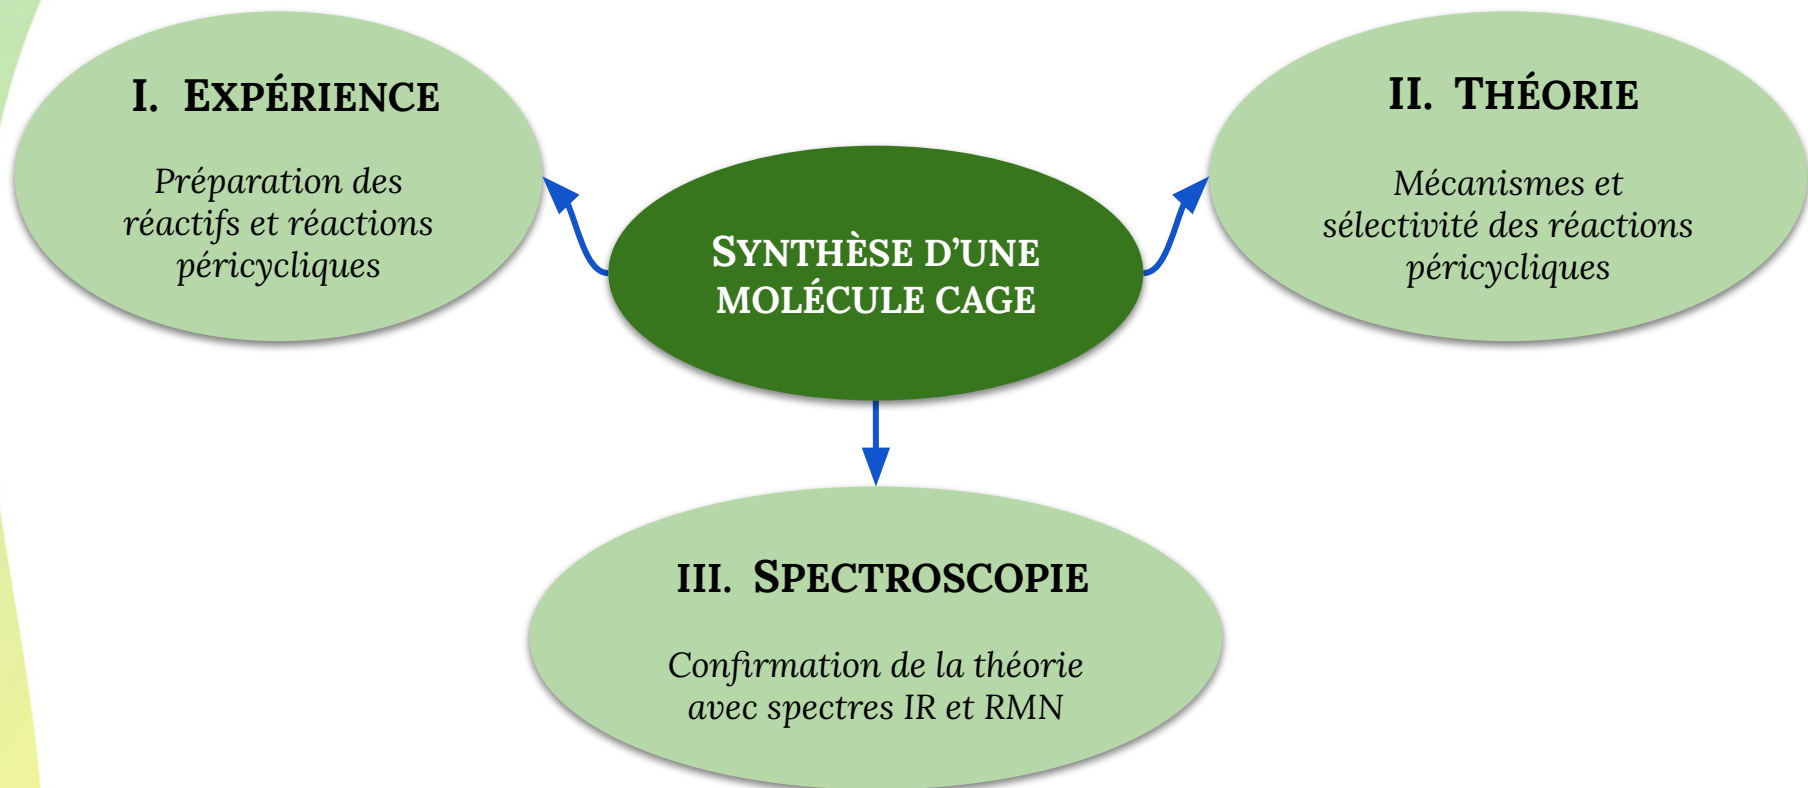 I. EXPÉRIENCE
Préparation des
réactifs et réactions
péricycliques
II. THÉORIE
Mécanismes et
sélectivité des réactions
péricycliques
SYNTHÈSE D’UNE
MOLÉCULE CAGE
III. SPECTROSCOPIE
Confirmation de la théorie
avec spectres IR et RMN